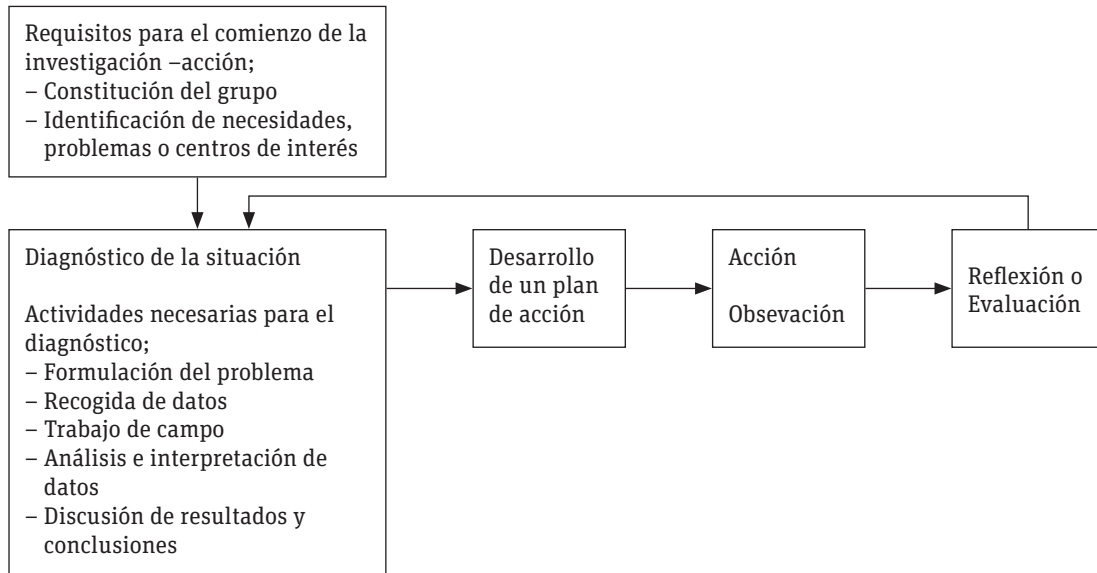 Requisitos para el comienzo de la
investigación –acción;
– Constitución del grupo
– Identificación de necesidades,
problemas o centros de interés
Diagnóstico de la situación
Actividades necesarias para el
diagnóstico;
– Formulación del problema
– Recogida de datos
– Trabajo de campo
– Análisis e interpretación de
datos
– Discusión de resultados y
conclusiones
Desarrollo
de un plan
de acción
Acción
Obsevación
Reflexión o
Evaluación